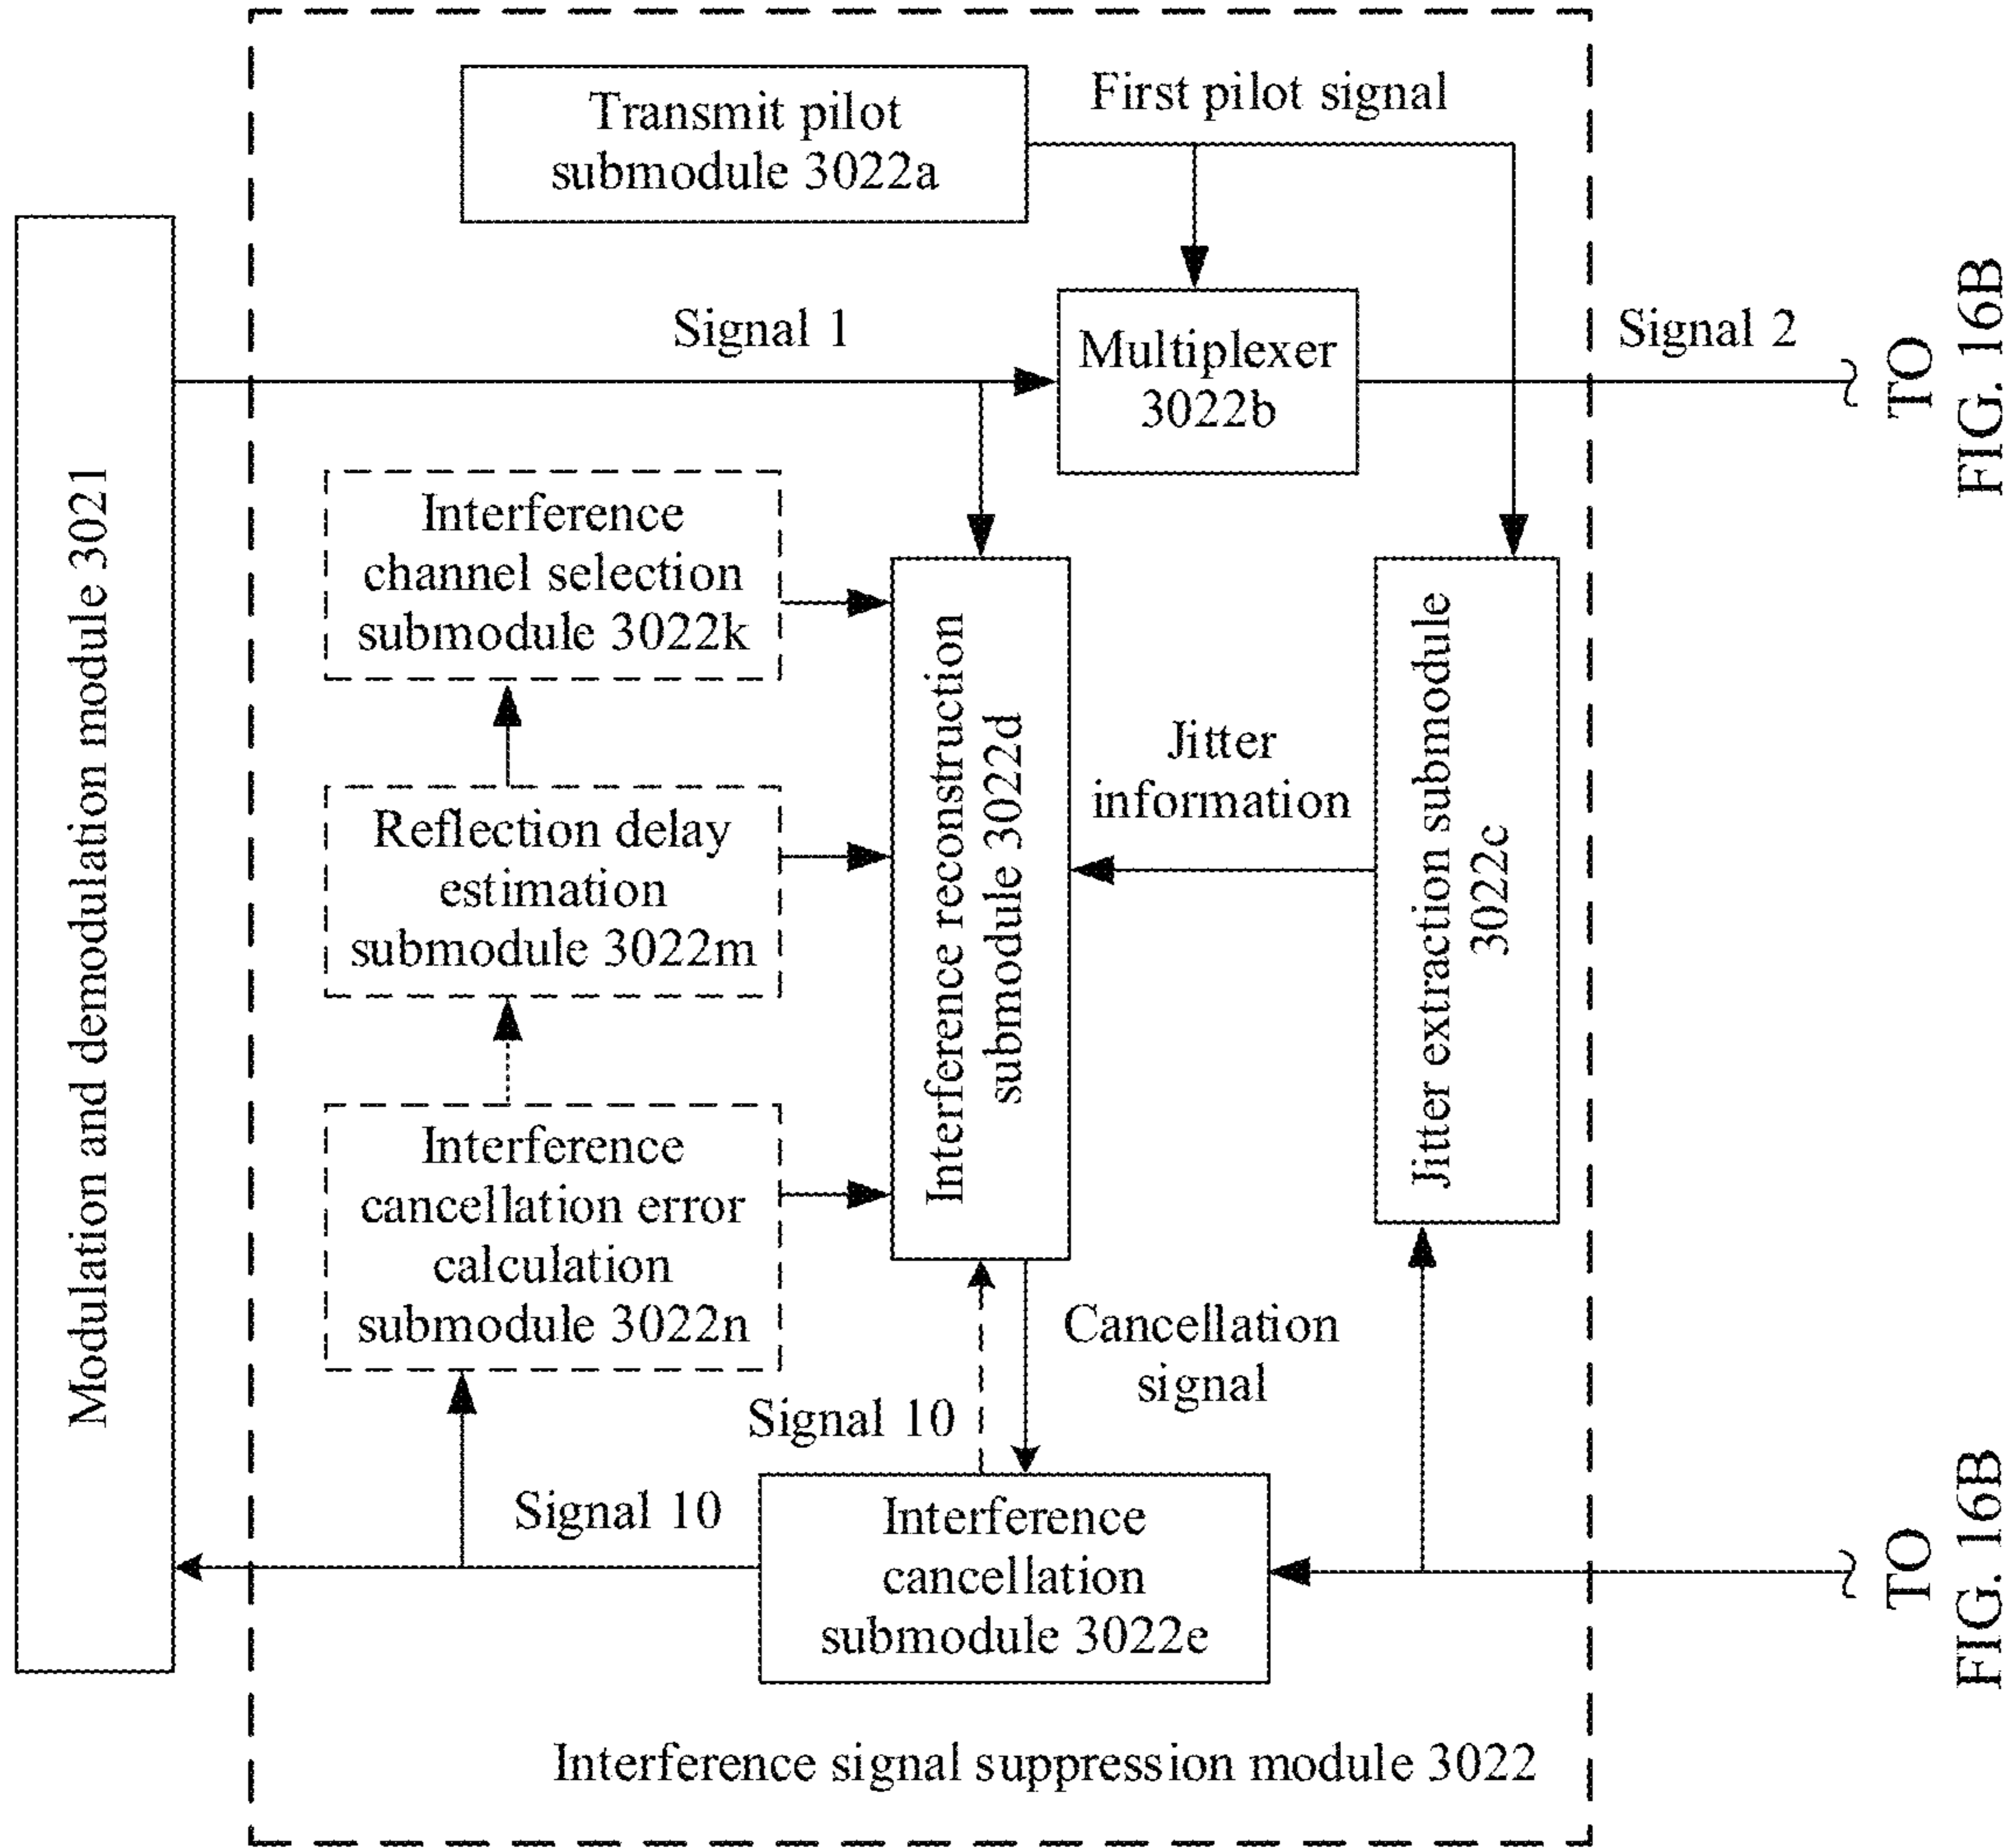 Transmit pilot
submodule 3022a
First pilot signal
Modulation and demodulation module 3021
Signal 1
Multiplexer
3022b
Signal 2
TO
FIG. 16B
Interference
channel selection
submodule 3022k
Reflection delay
estimation
submodule 3022m
Interference
cancellation error
calculation
submodule 3022n
Interference reconstruction
submodule 3022d
Jitter
information
Jitter extraction submodule
3022c
Cancellation
signal
Signal 10
Signal 10
Interference
cancellation
submodule 3022e
TO
FIG. 16B
Interference signal suppression module 3022